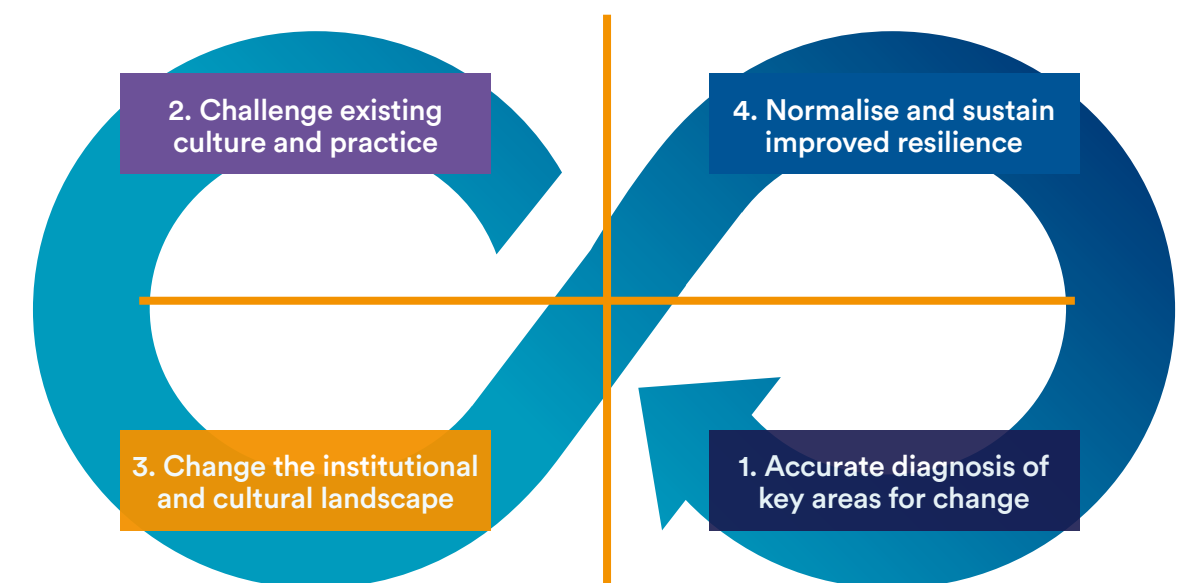 2. Challenge existing
culture and practice
4. Normalise and sustain
improved resilience
3. Change the institutional
and cultural landscape
1. Accurate diagnosis of
key areas for change